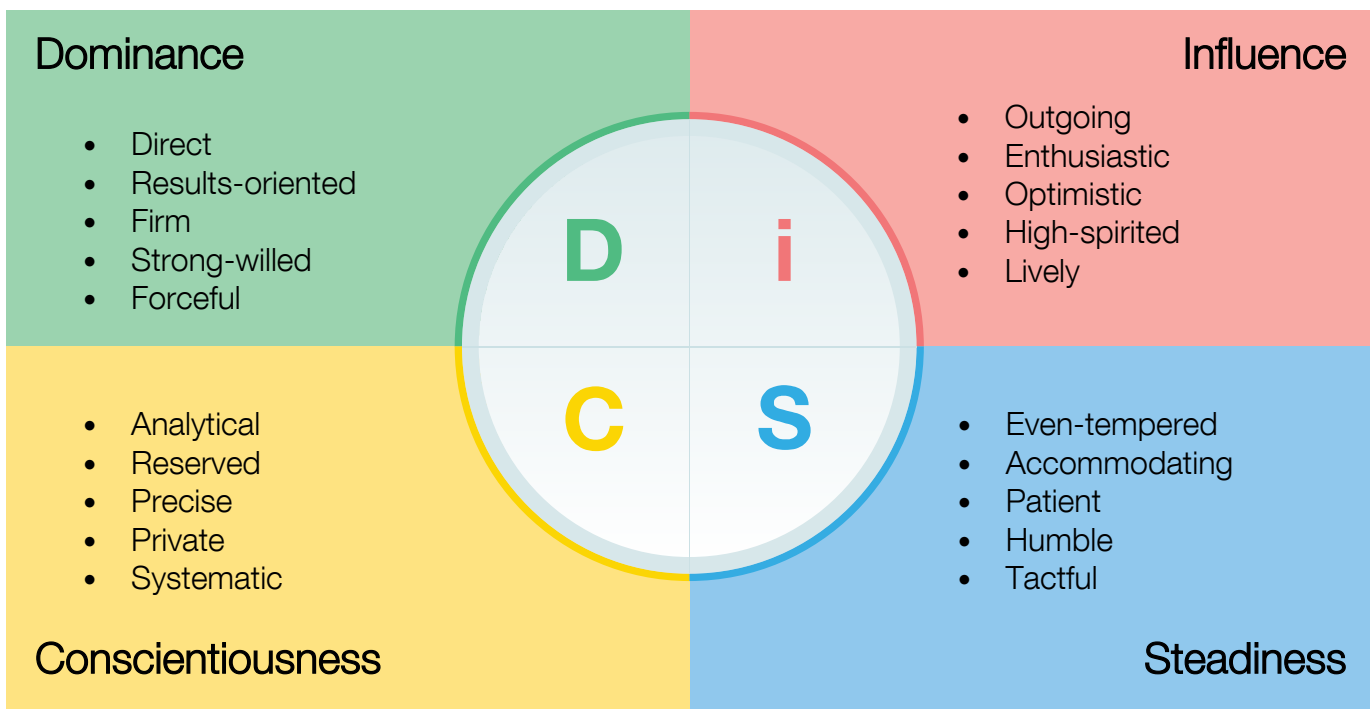 Dominance
• Direct
• Results-oriented
• Firm
• Strong-willed
• Forceful
Influence
• Outgoing
• Enthusiastic
• Optimistic
• High-spirited
• Lively
D
i
C
S
• Analytical
• Reserved
• Precise
• Private
• Systematic
Conscientiousness
• Even-tempered
• Accommodating
• Patient
• Humble
• Tactful
Steadiness